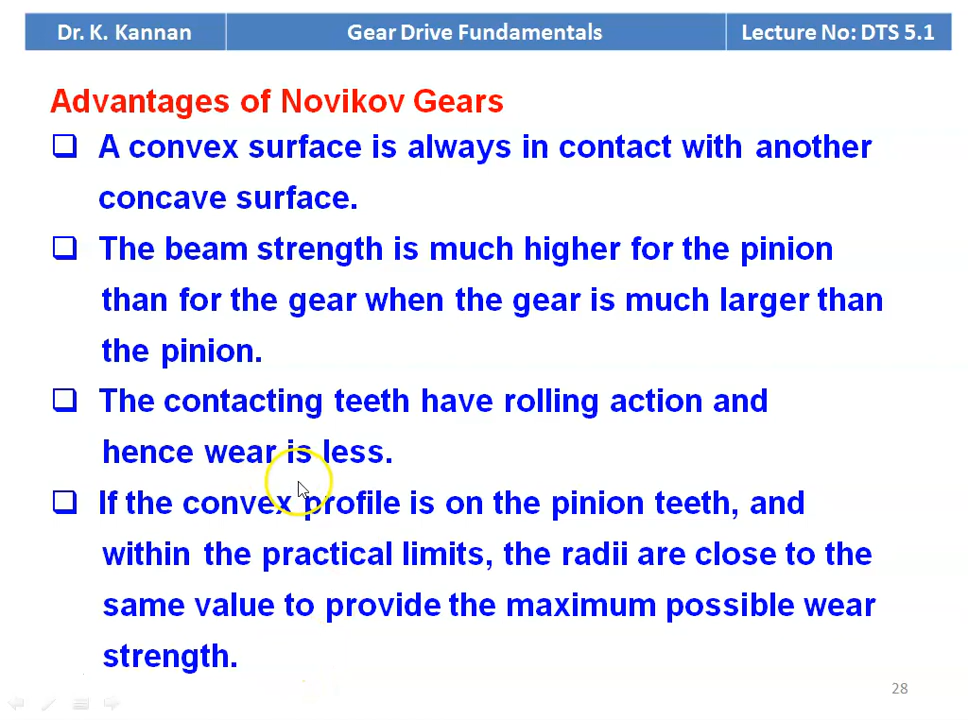 Dr. K. Kannan
Gear Drive Fundamentals
Lecture No: DTS 5.1
Advantages of Novikov Gears
A convex surface is always in contact with another
concave surface.
The beam strength is much higher for the pinion
than for the gear when the gear is much larger than
the pinion.
The contacting teeth have rolling action and
hence wear is less.
If the convex profile is on the pinion teeth, and
within the practical limits, the radii are close to the
same value to provide the maximum possible wear
strength.
28